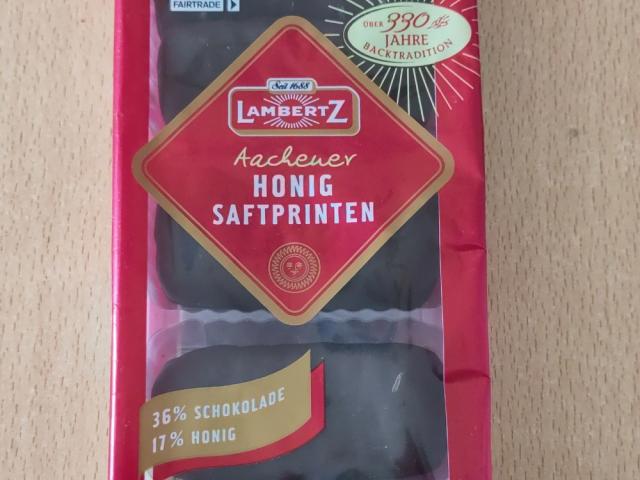 FAIRTRADE
ÜBER 330
JAHRE
BACKTRADITION
Seit 1688
LAMBERTZ
Aachener
HONIG
SAFTPRINTEN
36% SCHOKOLADE
17% HONIG